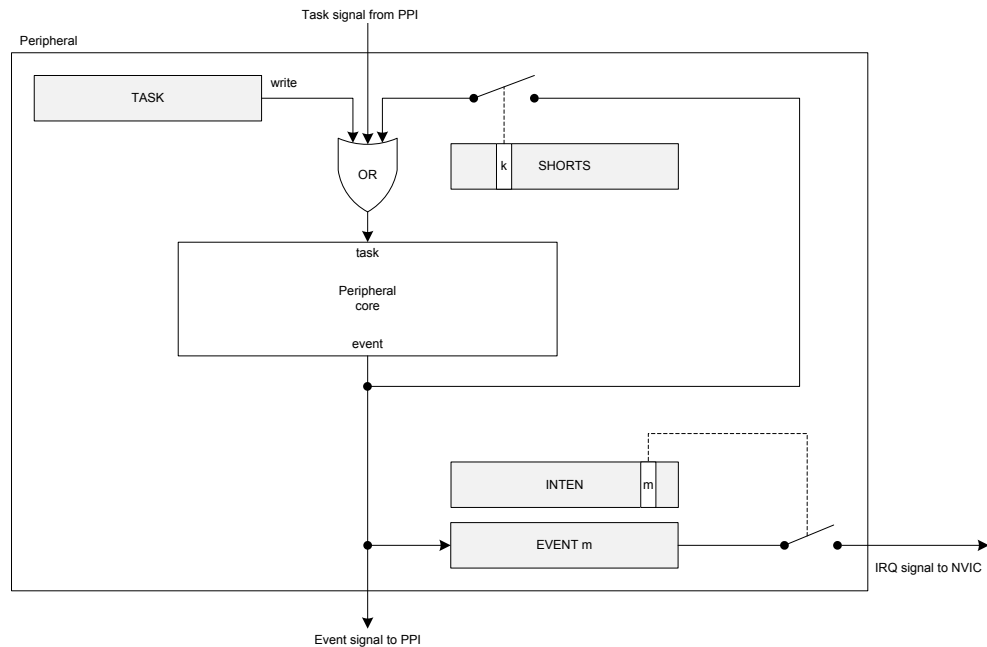 Task signal from PPI
Peripheral
TASK
write
OR
k
SHORTS
task
Peripheral
core
event
INTEN
m
EVENT m
IRQ signal to NVIC
Event signal to PPI